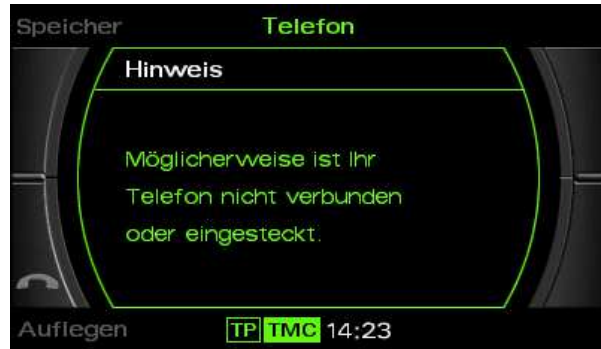 Speicher Telefon
Hinweis
Möglicherweise ist Ihr
Telefon nicht verbunden
oder eingesteckt.
Auflegen TP TMC 14:23